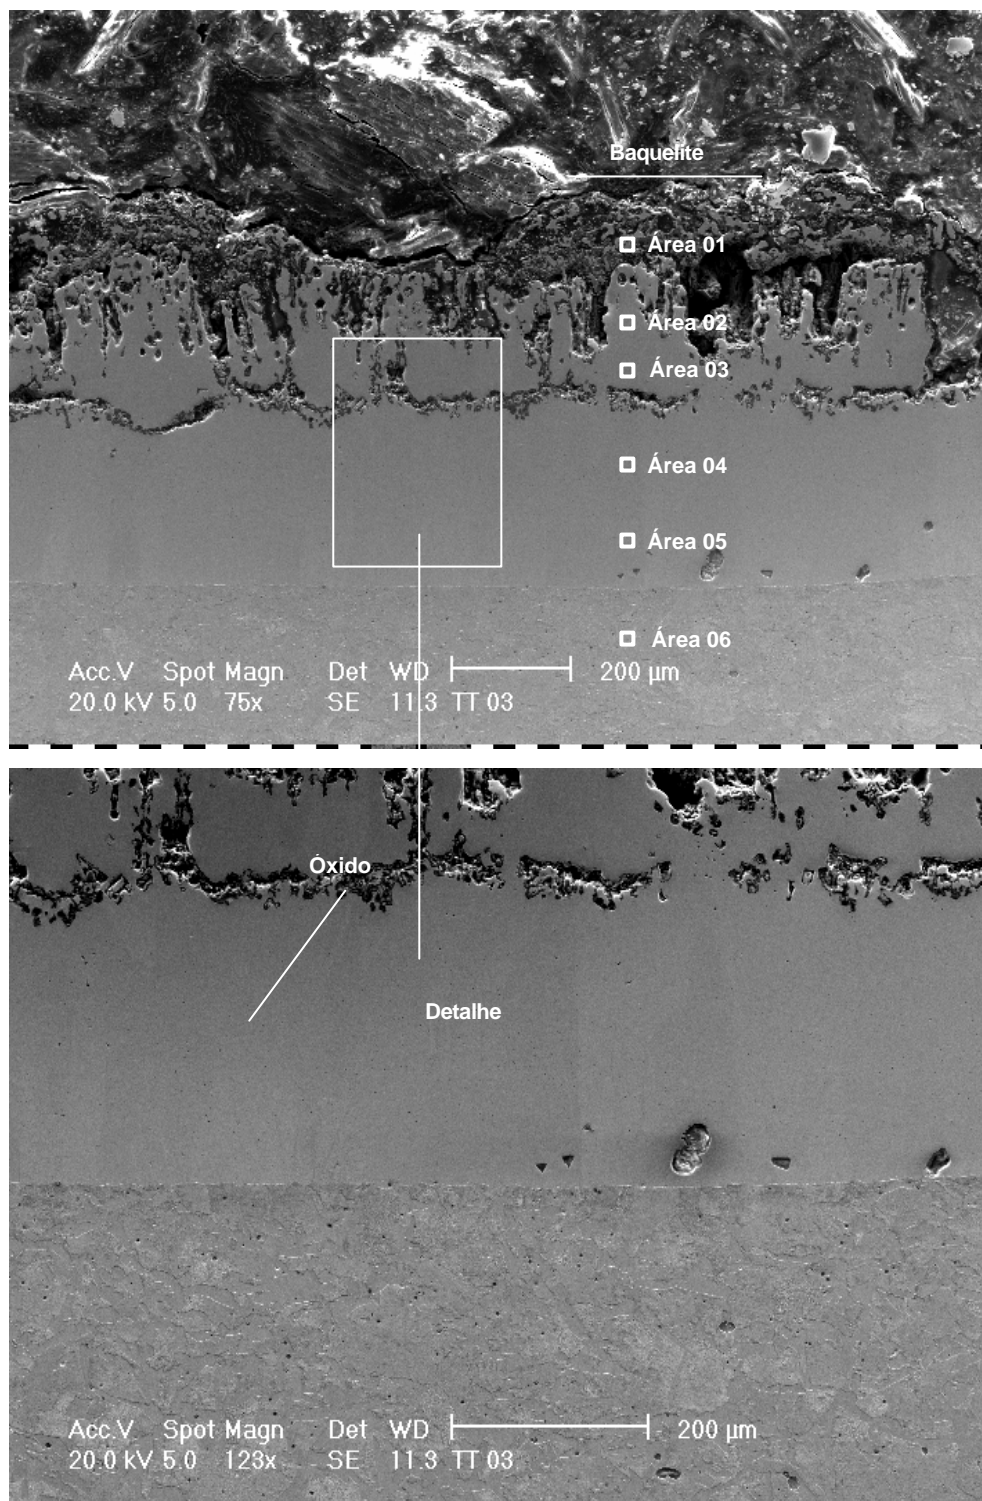 Baquelite
Área 01
Área 02
Área 03
Área 04
Área 05
Área 06
Acc.V Spot Magn Det WD 200 µm
20.0 kV 5.0 75x SE 11.3 TT 03
Óxido
Detalhe
Acc.V Spot Magn Det WD 200 µm
20.0 kV 5.0 123x SE 11.3 TT 03